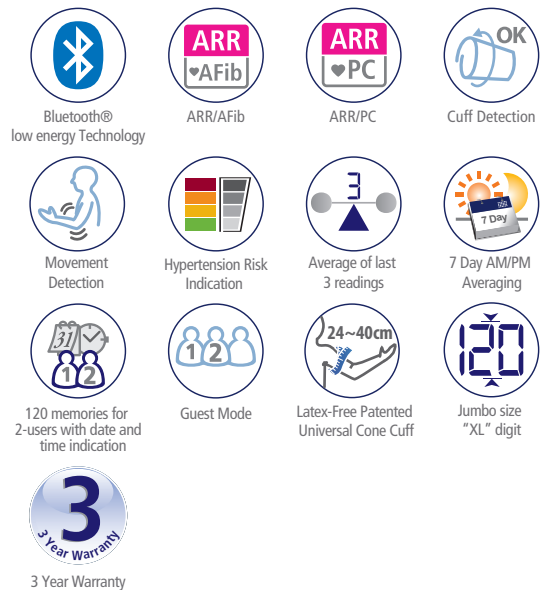 ARR
♥AFib
ARR
♥PC
OK
Bluetooth®
low energy Technology
ARR/AFib
ARR/PC
Cuff Detection
3
7 Day
Movement
Detection
Hypertension Risk
Indication
Average of last
3 readings
7 Day AM/PM
Averaging
31
1 2
1 2
24~40cm
120
120 memories for
2-users with date and
time indication
Guest Mode
Latex-Free Patented
Universal Cone Cuff
Jumbo size
"XL" digit
3
3 Year Warranty
3 Year Warranty